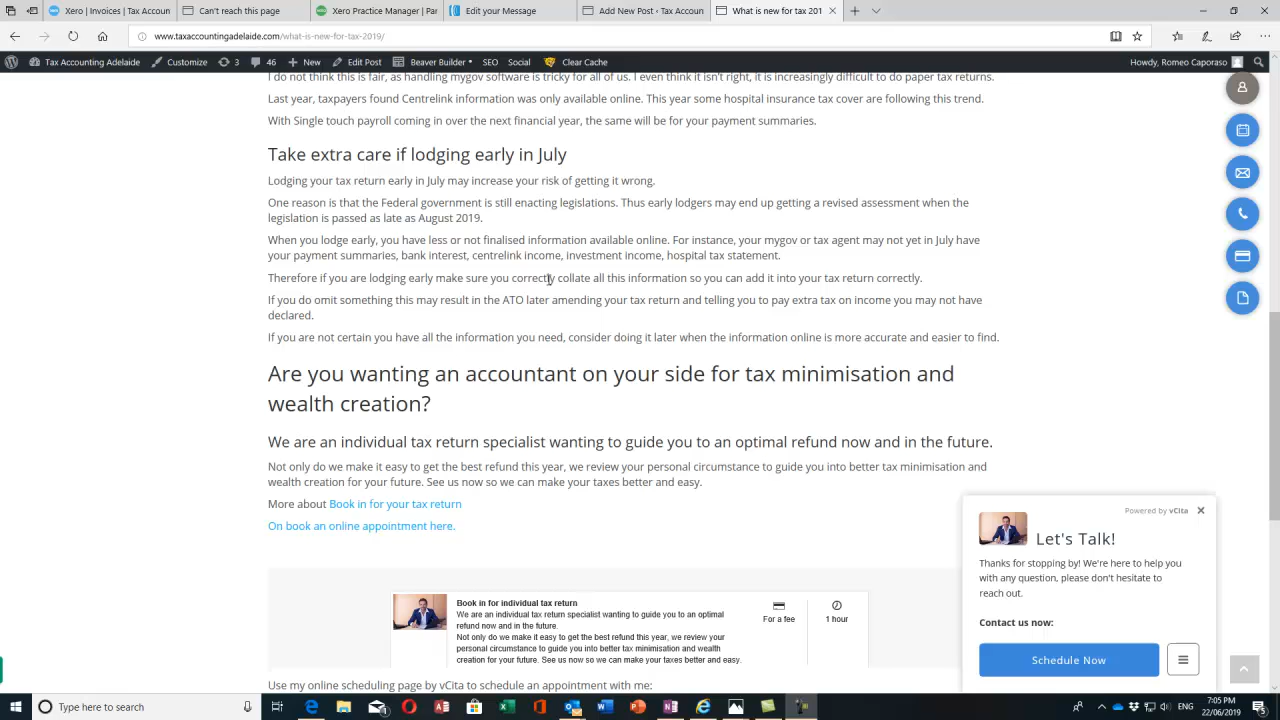 Inbox
Parent Hand
Xero Manager | Par
Edit Email
Add New Post - Tax Accoun
What is new for 201
www.taxaccountingadelaide.com/what-is-new-for-tax-2019/
Tax Accounting Adelaide
Customize
3
46
New
Edit Post
Beaver Builder
SEO
Social
Clear Cache
Howdy, Romeo Caporaso
I do not think this is fair, as handling mygov software is tricky for all of us. I even think it isn't right, it is increasingly difficult to do paper tax returns.
Last year, taxpayers found Centrelink information was only available online. This year some hospital insurance tax cover are following this trend.
With Single touch payroll coming in over the next financial year, the same will be for your payment summaries.
Take extra care if lodging early in July
Lodging your tax return early in July may increase your risk of getting it wrong.
One reason is that the Federal government is still enacting legislations. Thus early lodgers may end up getting a revised assessment when the
legislation is passed as late as August 2019.
When you lodge early, you have less or not finalised information available online. For instance, your mygov or tax agent may not yet in July have
your payment summaries, bank interest, centrelink income, investment income, hospital tax statement.
Therefore if you are lodging early make sure you correctly collate all this information so you can add it into your tax return correctly.
If you do omit something this may result in the ATO later amending your tax return and telling you to pay extra tax on income you may not have
declared.
If you are not certain you have all the information you need, consider doing it later when the information online is more accurate and easier to find.
Are you wanting an accountant on your side for tax minimisation and
wealth creation?
We are an individual tax return specialist wanting to guide you to an optimal refund now and in the future.
Not only do we make it easy to get the best refund this year, we review your personal circumstance to guide you into better tax minimisation and
wealth creation for your future. See us now so we can make your taxes better and easy.
More about Book in for your tax return
On book an online appointment here.
Book in for individual tax return
We are an individual tax return specialist wanting to guide you to an optimal
refund now and in the future.
Not only do we make it easy to get the best refund this year, we review your
personal circumstance to guide you into better tax minimisation and wealth
creation for your future. See us now so we can make your taxes better and easy.
For a fee
1 hour
Use my online scheduling page by vCita to schedule an appointment with me:
Powered by vCita
Let's Talk!
Thanks for stopping by! We're here to help you
with any question, please don't hesitate to
reach out.
Contact us now:
Schedule Now
Type here to search
ENG
7:05 PM
22/06/2019